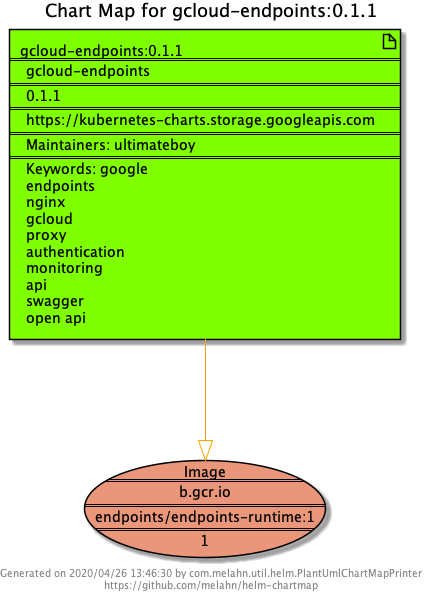 Chart Map for gcloud-endpoints:0.1.1
gcloud-endpoints:0.1.1
gcloud-endpoints
0.1.1
https://kubernetes-charts.storage.googleapis.com
Maintainers: ultimateboy
Keywords: google
endpoints
nginx
gcloud
proxy
authentication
monitoring
api
swagger
open api
Image
b.gcr.io
endpoints/endpoints-runtime:1
1
Generated on 2020/04/26 13:46:30 by com.melahn.util.helm.PlantUmlChartMapPrinter
https://github.com/melahn/helm-chartmap